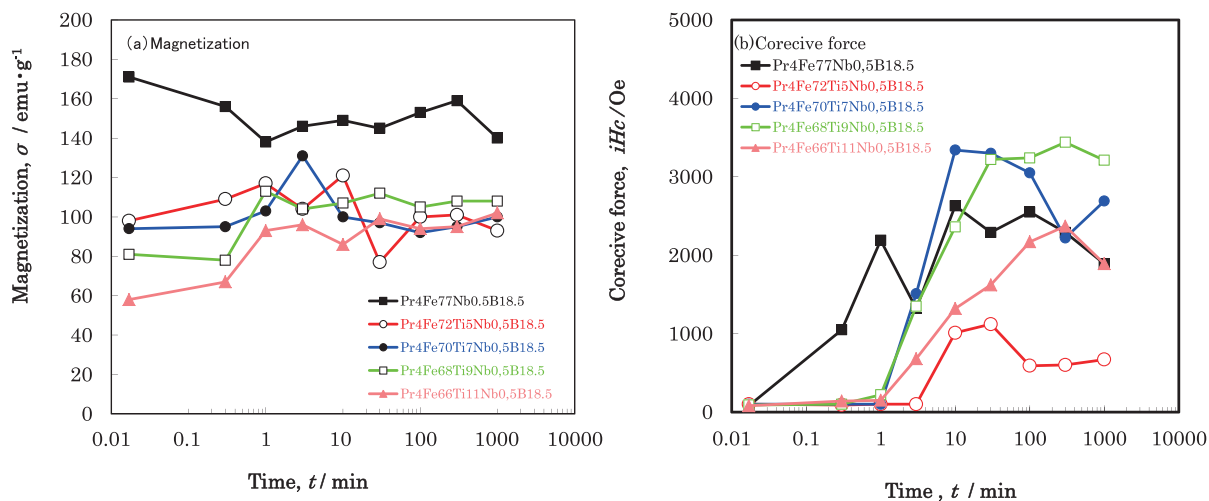 (a) Magnetization
Magnetization, σ / emu・g-1
200
180
160
140
120
100
80
60
40
20
0
Pr4Fe77Nb0.5B18.5
Pr4Fe72Ti5Nb0,5B18.5
Pr4Fe70Ti7Nb0,5B18.5
Pr4Fe68Ti9Nb0,5B18.5
Pr4Fe66Ti11Nb0,5B18.5
0.01 0.1 1 10 100 1000 10000
Time, t / min
(b)Corecive force
Corecive force, iHc /Oe
5000
4000
3000
2000
1000
0
Pr4Fe77Nb0,5B18.5
Pr4Fe72Ti5Nb0,5B18.5
Pr4Fe70Ti7Nb0,5B18.5
Pr4Fe68Ti9Nb0,5B18.5
Pr4Fe66Ti11Nb0,5B18.5
0.01 0.1 1 10 100 1000 10000
Time , t / min